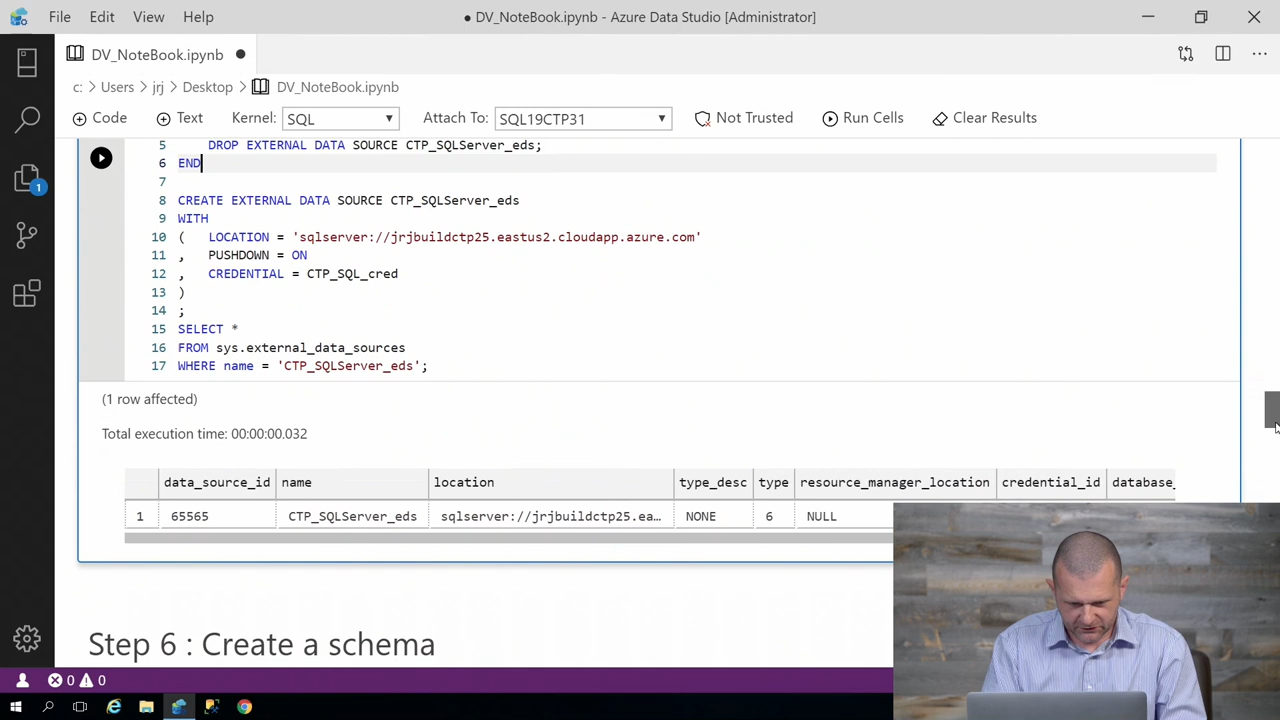 File Edit View Help ● DV_NoteBook.ipynb - Azure Data Studio [Administrator]
DV_NoteBook.ipynb ●
c: > Users > jrj > Desktop > DV_NoteBook.ipynb
Code Text Kernel: SQL Attach To: SQL19CTP31 Not Trusted Run Cells Clear Results
5 DROP EXTERNAL DATA SOURCE CTP_SQLServer_eds;
6 END
7
8 CREATE EXTERNAL DATA SOURCE CTP_SQLServer_eds
9 WITH
10 ( LOCATION = 'sqlserver://jrjbuildctp25.eastus2.cloudapp.azure.com'
11 , PUSHDOWN = ON
12 , CREDENTIAL = CTP_SQL_cred
13 )
14 ;
15 SELECT *
16 FROM sys.external_data_sources
17 WHERE name = 'CTP_SQLServer_eds';
1
(1 row affected)
Total execution time: 00:00:00.032
data_source_id name location type_desc type resource_manager_location credential_id database_
1 65565 CTP_SQLServer_eds sqlserver://jrjbuildctp25.ea… NONE 6 NULL
Step 6 : Create a schema
0 0